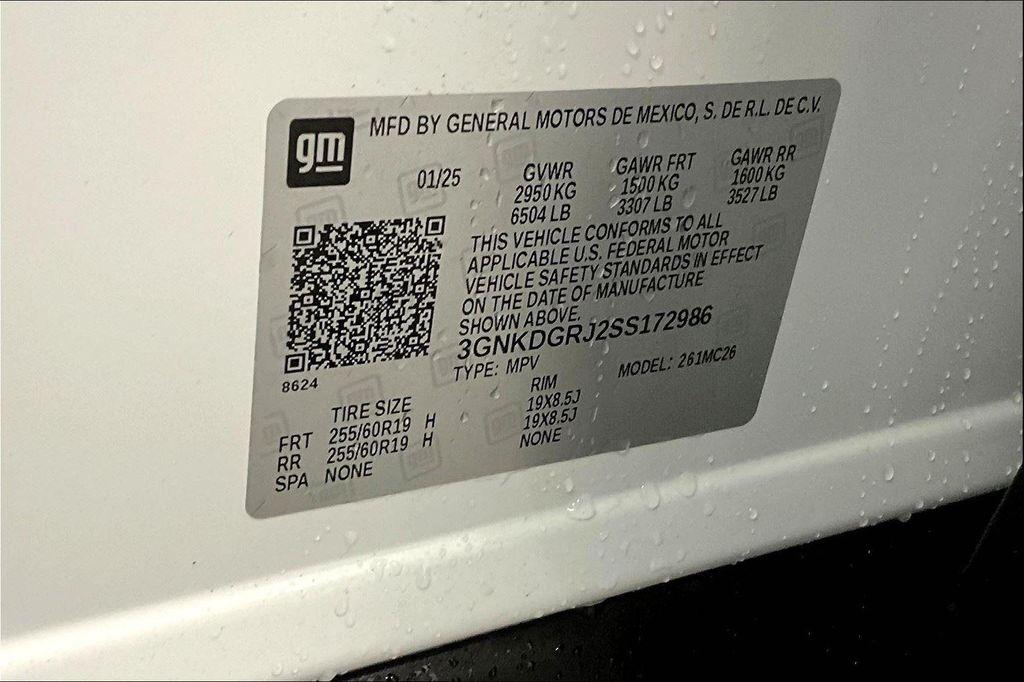 gm
MFD BY GENERAL MOTORS DE MEXICO, S. DE R.L. DE C.V.
01/25 GVWR GAWR FRT GAWR RR
2950 KG 1500 KG 1600 KG
6504 LB 3307 LB 3527 LB
THIS VEHICLE CONFORMS TO ALL
APPLICABLE U.S. FEDERAL MOTOR
VEHICLE SAFETY STANDARDS IN EFFECT
ON THE DATE OF MANUFACTURE
SHOWN ABOVE.
3GNKDGRJ2SS172986
TYPE: MPV MODEL: 261MC26
8624
TIRE SIZE RIM
FRT 255/60R19 H 19X8.5J
RR 255/60R19 H 19X8.5J
SPA NONE NONE